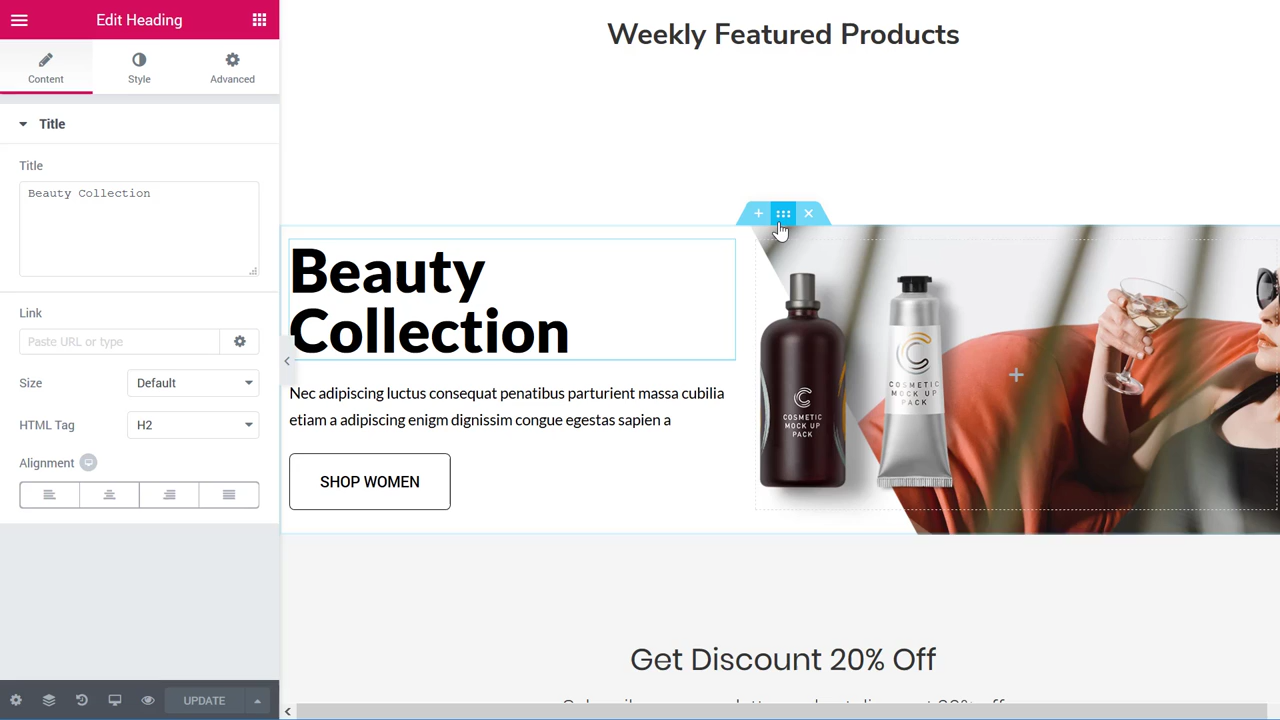 Edit Heading
Weekly Featured Products
Content
Style
Advanced
Title
Title
Beauty Collection
Link
Paste URL or type
Size
Default
HTML Tag
H2
Alignment
UPDATE
Beauty
Collection
Nec adipiscing luctus consequat penatibus parturient massa cubilia
etiam a adipiscing enigm dignissim congue egestas sapien a
SHOP WOMEN
COSMETIC
MOCK UP
PACK
COSMETIC
MOCK UP
PACK
Get Discount 20% Off